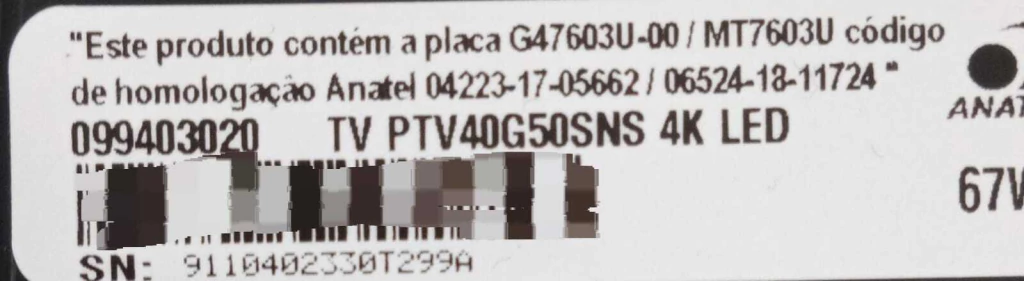 "Este produto contém a placa G47603U-00 / MT7603U código
de homologação Anatel 04223-17-05662 / 06524-18-11724 "
099403020 TV PTV40G50SNS 4K LED
SN: 9110402330T299A